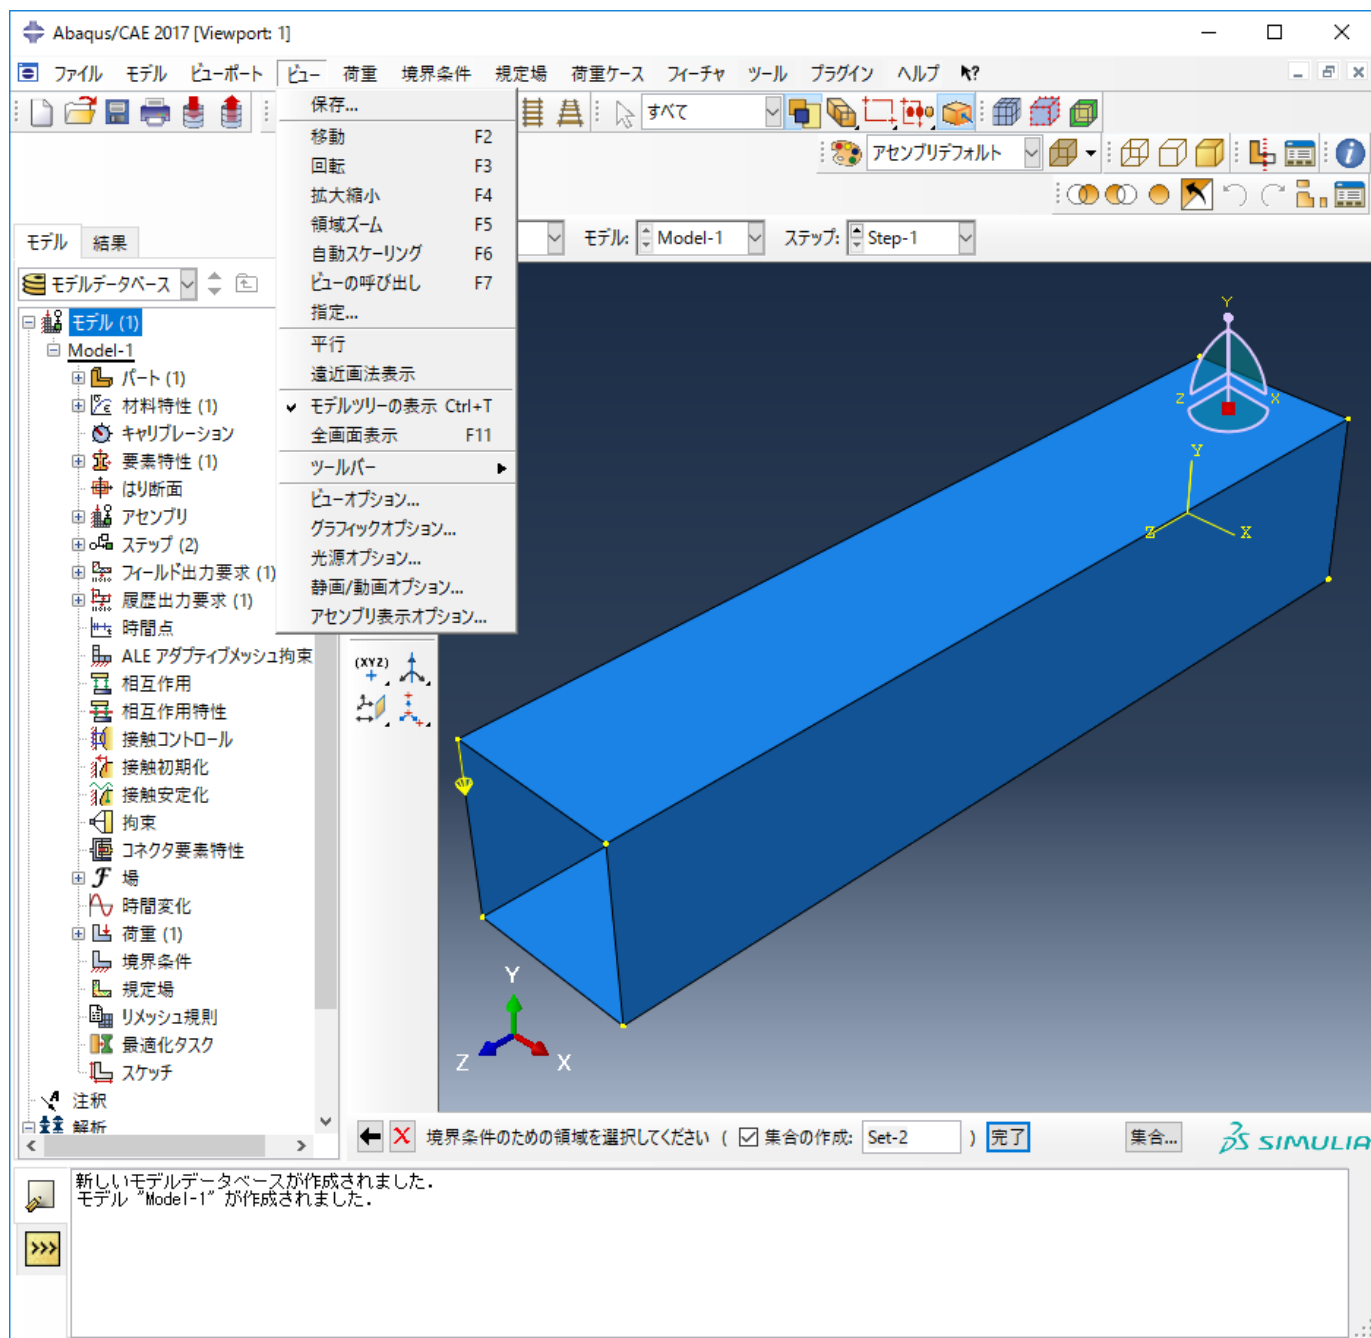 Abaqus/CAE 2017 [Viewport: 1]
ファイル モデル ビューポート ビュー 荷重 境界条件 規定場 荷重ケース フィーチャ ツール プラグイン ヘルプ
保存...
移動 F2
回転 F3
拡大縮小 F4
領域ズーム F5
自動スケーリング F6
ビューの呼び出し F7
指定...
平行
遠近画法表示
モデルツリーの表示 Ctrl+T
全画面表示 F11
ツールバー
ビューオプション...
グラフィックオプション...
光源オプション...
静画/動画オプション...
アセンブリ表示オプション...
すべて
アセンブリデフォルト
モデル: Model-1 ステップ: Step-1
モデル 結果
モデルデータベース
モデル (1)
Model-1
パート (1)
材料特性 (1)
キャリブレーション
要素特性 (1)
はり断面
アセンブリ
ステップ (2)
フィールド出力要求 (1)
履歴出力要求 (1)
時間点
ALE アダプティブメッシュ拘束
相互作用
相互作用特性
接触コントロール
接触初期化
接触安定化
拘束
コネクタ要素特性
場
時間変化
荷重 (1)
境界条件
規定場
リメッシュ規則
最適化タスク
スケッチ
注釈
解析
(XYZ)
Y
Z X
Y
Z X
Y
Z X
境界条件のための領域を選択してください ( 集合の作成: Set-2 ) 完了 集合...
SIMULIA
新しいモデルデータベースが作成されました.
モデル "Model-1" が作成されました.
>>>